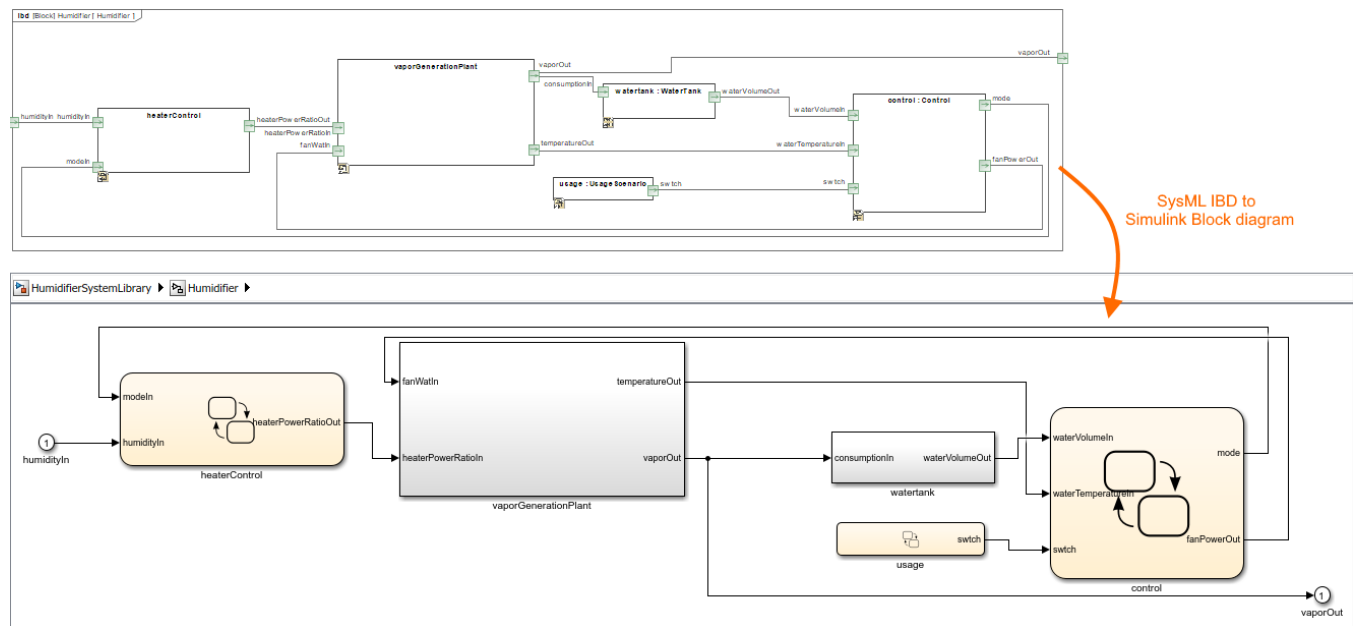 ibd [Block] Humidifier [ Humidifier ]
vaporOut
vaporGenerationPlant
vaporOut
consumptionIn
watertank : WaterTank
waterVolumeOut
mode
control : Control
waterVolumeIn
heaterControl
humidityIn humidityIn
heaterPowerRatioOut
heaterPowerRatioIn
fanWatIn
temperatureOut
waterTemperatureIn
modeIn
fanPowerOut
usage : UsageScenario
swtch
swtch
SysML IBD to
Simulink Block diagram
HumidifierSystemLibrary
Humidifier
fanWatIn
temperatureOut
modeIn
heaterPowerRatioOut
humidityIn
1
humidityIn
heaterControl
heaterPowerRatioIn
vaporOut
vaporGenerationPlant
consumptionIn
waterVolumeOut
watertank
waterVolumeIn
mode
waterTemperatureIn
swtch
usage
swtch
fanPowerOut
control
1
vaporOut